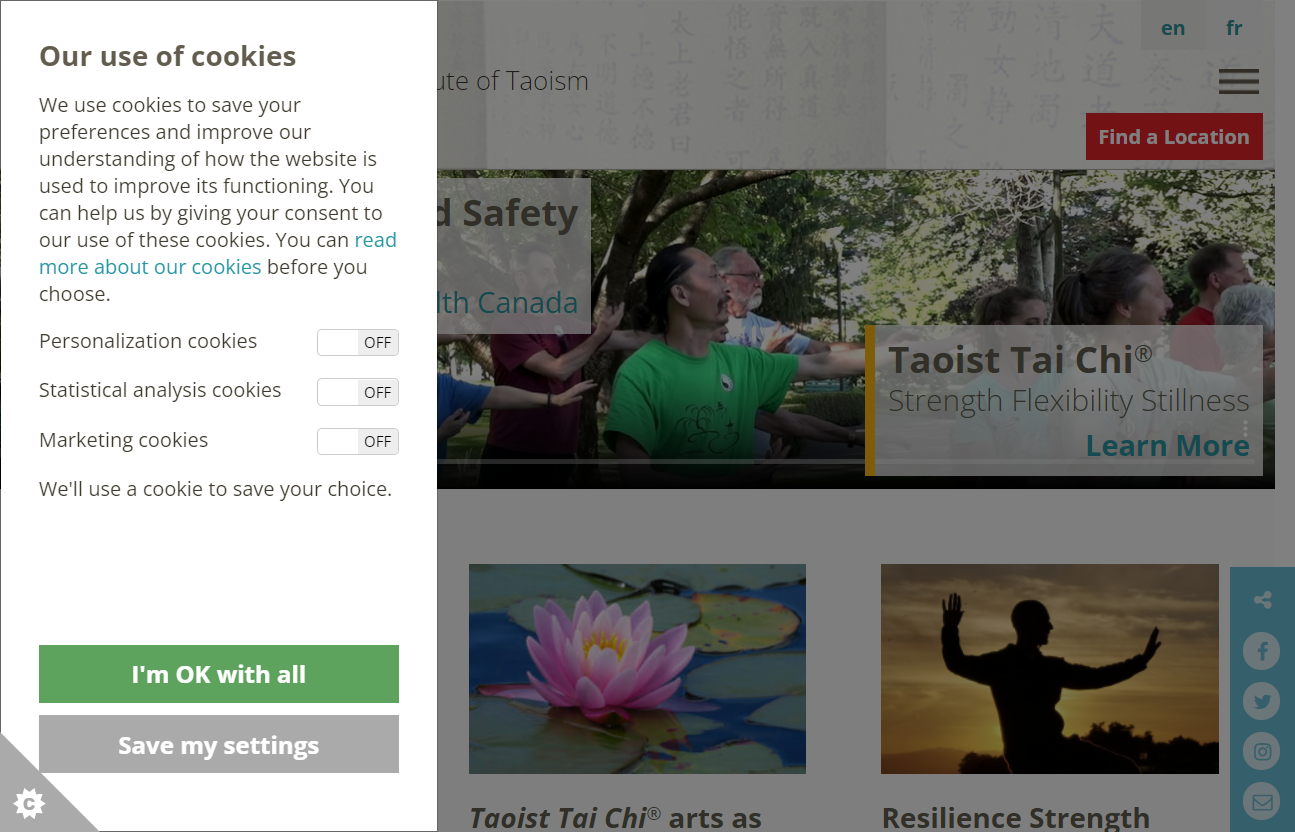 Our use of cookies
We use cookies to save your
preferences and improve our
understanding of how the website is
used to improve its functioning. You
can help us by giving your consent to
our use of these cookies. You can read
more about our cookies before you
choose.
Personalization cookies OFF
Statistical analysis cookies OFF
Marketing cookies OFF
We'll use a cookie to save your choice.
I'm OK with all
Save my settings
C
en fr
of Taoism
Find a Location
Safety
Canada
Taoist Tai Chi®
Strength Flexibility Stillness
Learn More
Taoist Tai Chi® arts as
Resilience Strength